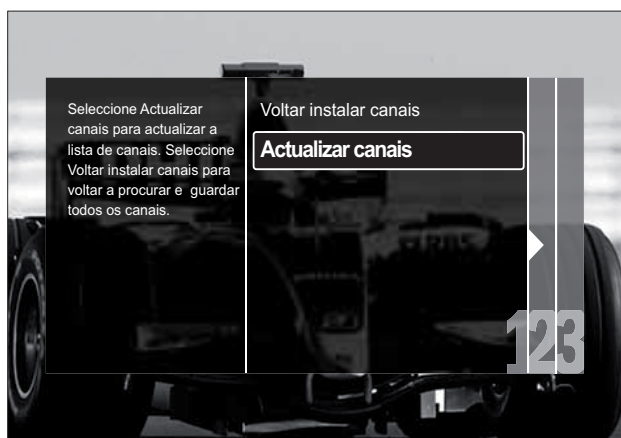 Seleccione Actualizar
canais para actualizar a
lista de canais. Seleccione
Voltar instalar canais para
voltar a procurar e guardar
todos os canais.
Voltar instalar canais
Actualizar canais
123